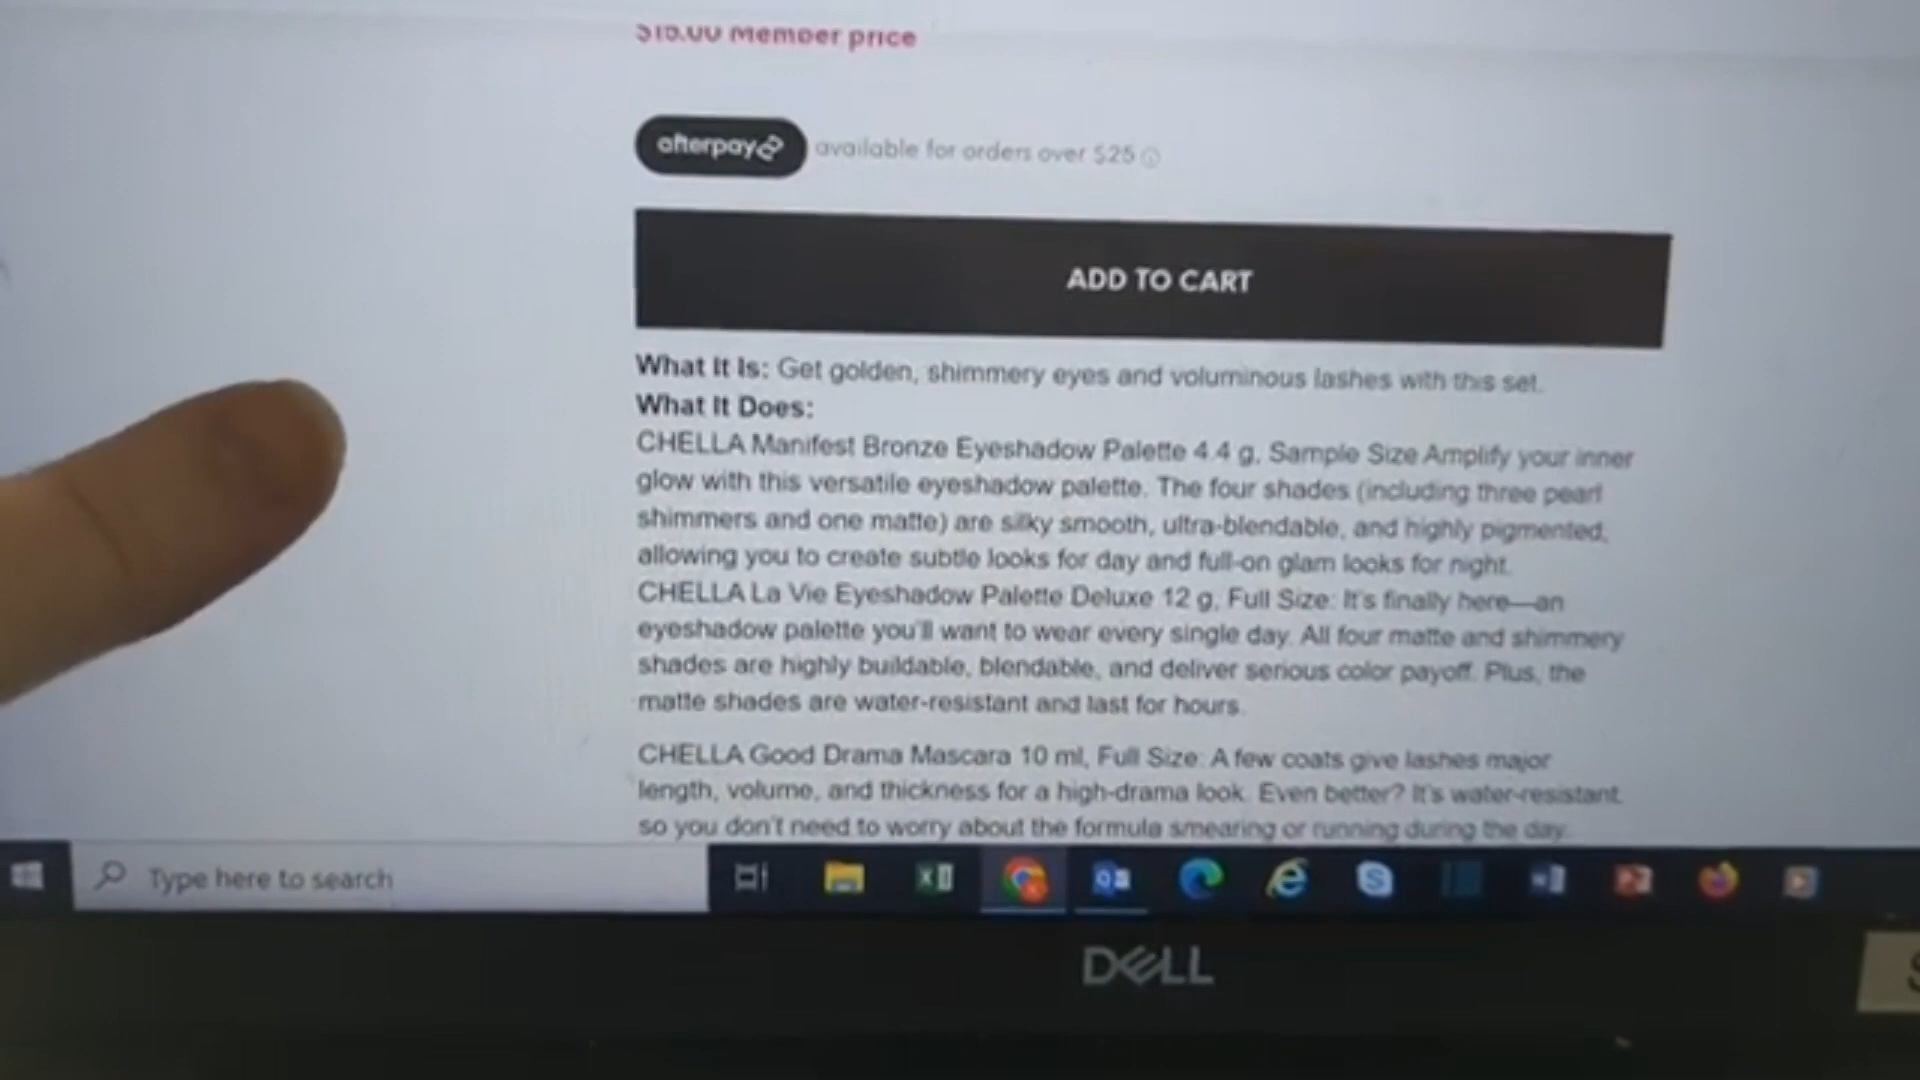 Member price
afterpay available for orders over $25
ADD TO CART
What It Is: Get golden, shimmery eyes and voluminous lashes with this set.
What It Does:
CHELLA Manifest Bronze Eyeshadow Palette 4.4 g, Sample Size Amplify your inner
glow with this versatile eyeshadow palette. The four shades (including three pearl
shimmers and one matte) are silky smooth, ultra-blendable, and highly pigmented,
allowing you to create subtle looks for day and full-on glam looks for night.
CHELLA La Vie Eyeshadow Palette Deluxe 12 g, Full Size: It's finally here—an
eyeshadow palette you'll want to wear every single day. All four matte and shimmery
shades are highly buildable, blendable, and deliver serious color payoff. Plus, the
matte shades are water-resistant and last for hours.
CHELLA Good Drama Mascara 10 ml, Full Size: A few coats give lashes major
length, volume, and thickness for a high-drama look. Even better? It's water-resistant
so you don't need to worry about the formula smearing or running during the day.
Type here to search
DELL